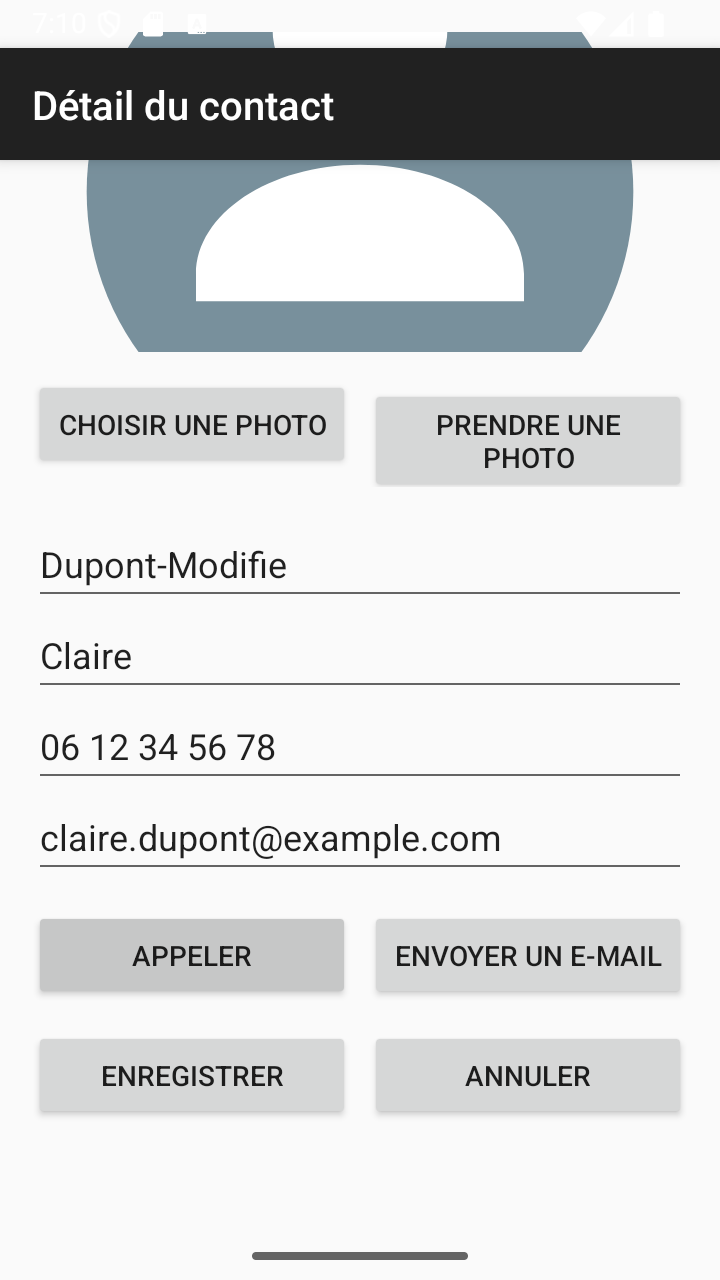 7:10
Détail du contact
CHOISIR UNE PHOTO
PRENDRE UNE
PHOTO
Dupont-Modifie
Claire
06 12 34 56 78
claire.dupont@example.com
APPELER
ENVOYER UN E-MAIL
ENREGISTRER
ANNULER